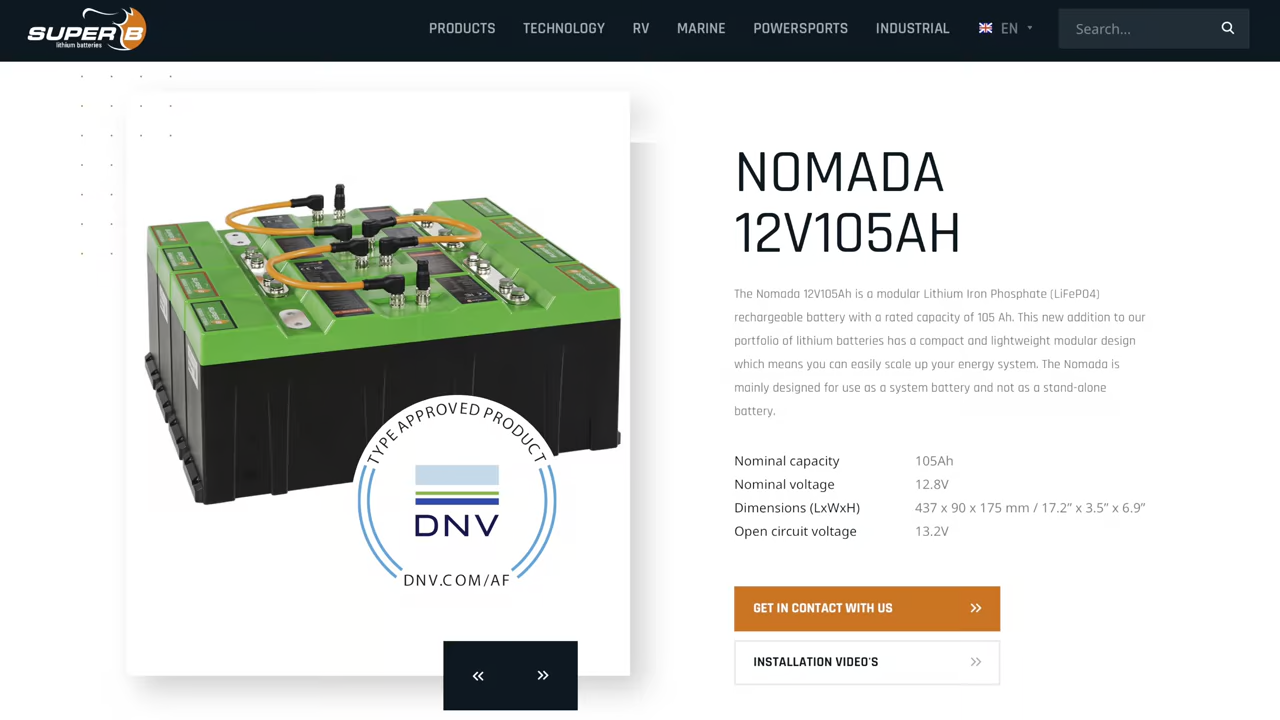 SUPER B
lithium batteries
PRODUCTS
TECHNOLOGY
RV
MARINE
POWERSPORTS
INDUSTRIAL
EN
Search...
NOMADA
12V105AH
The Nomada 12V105Ah is a modular Lithium Iron Phosphate (LiFePO4)
rechargeable battery with a rated capacity of 105 Ah. This new addition to our
portfolio of lithium batteries has a compact and lightweight modular design
which means you can easily scale up your energy system. The Nomada is
mainly designed for use as a system battery and not as a stand-alone
battery.
Nominal capacity 105Ah
Nominal voltage 12.8V
Dimensions (LxWxH) 437 x 90 x 175 mm / 17.2” x 3.5” x 6.9”
Open circuit voltage 13.2V
GET IN CONTACT WITH US
INSTALLATION VIDEO'S
TYPE APPROVED PRODUCT
DNV
DNV.COM/AF